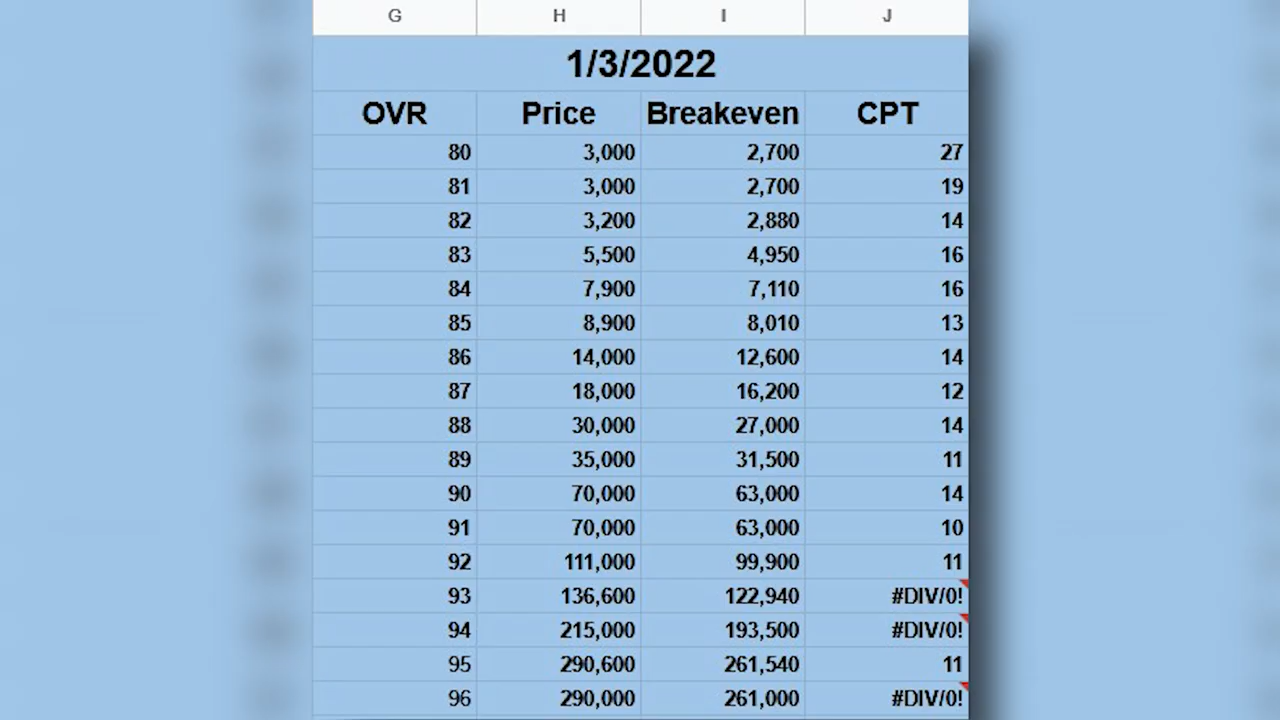 G H I J
1/3/2022
OVR Price Breakeven CPT
80 3,000 2,700 27
81 3,000 2,700 19
82 3,200 2,880 14
83 5,500 4,950 16
84 7,900 7,110 16
85 8,900 8,010 13
86 14,000 12,600 14
87 18,000 16,200 12
88 30,000 27,000 14
89 35,000 31,500 11
90 70,000 63,000 14
91 70,000 63,000 10
92 111,000 99,900 11
93 136,600 122,940 #DIV/0!
94 215,000 193,500 #DIV/0!
95 290,600 261,540 11
96 290,000 261,000 #DIV/0!